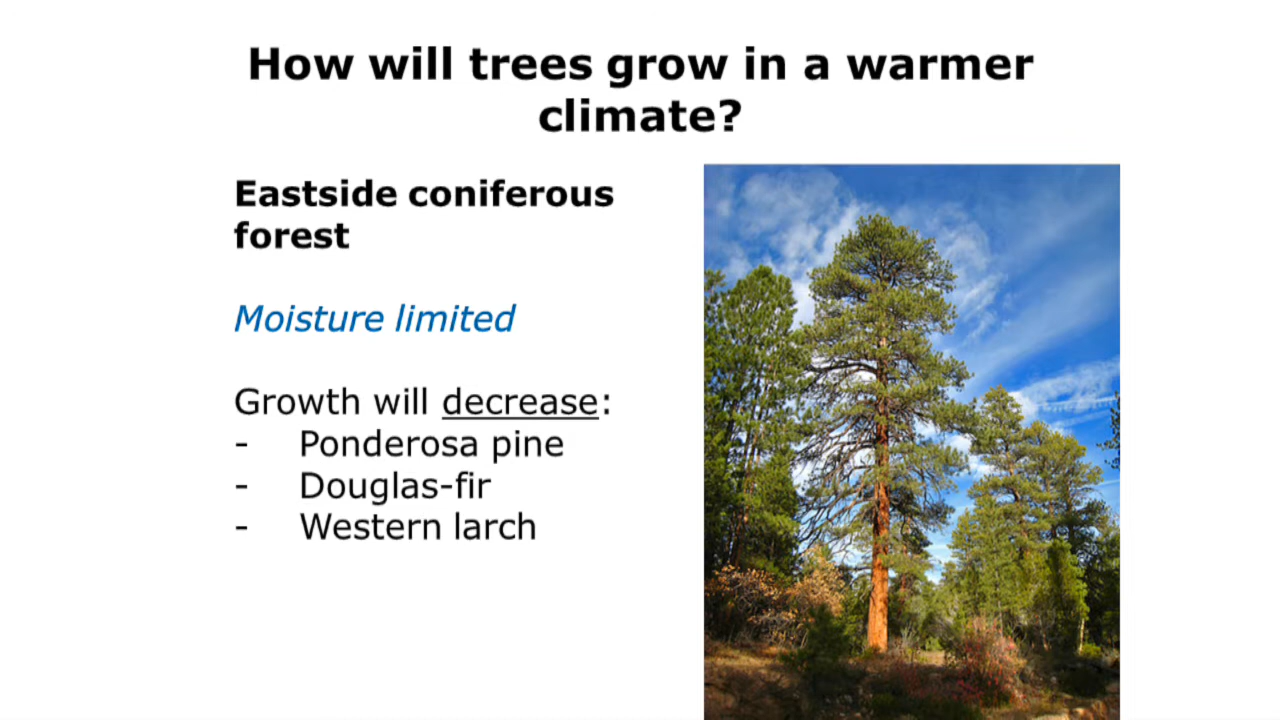 How will trees grow in a warmer
climate?
Eastside coniferous
forest
Moisture limited
Growth will decrease:
- Ponderosa pine
- Douglas-fir
- Western larch